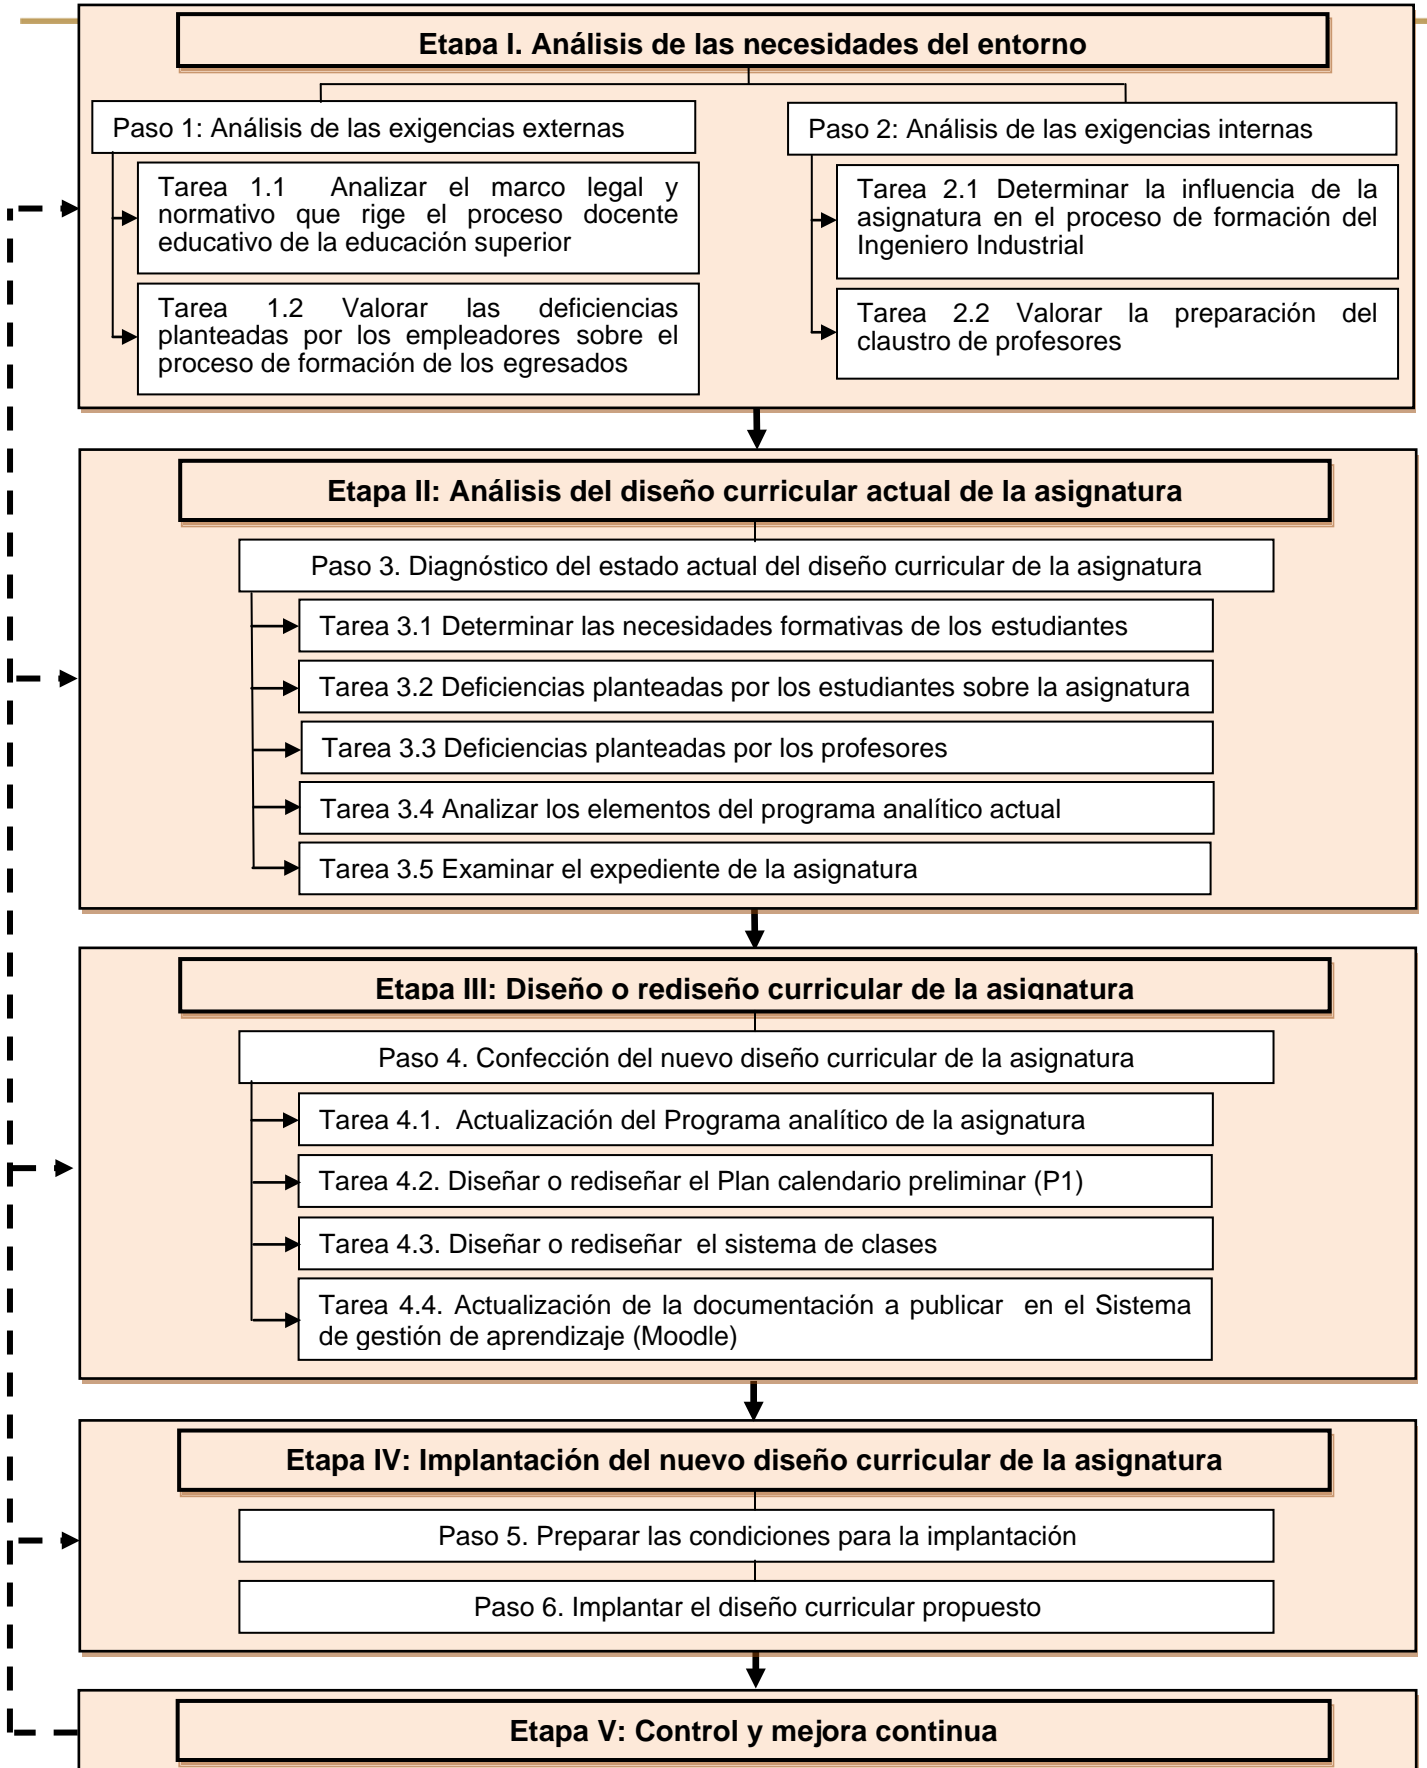 Etapa I. Análisis de las necesidades del entorno
Paso 1: Análisis de las exigencias externas
Tarea 1.1 Analizar el marco legal y
normativo que rige el proceso docente
educativo de la educación superior
Tarea 1.2 Valorar las deficiencias
planteadas por los empleadores sobre el
proceso de formación de los egresados
Paso 2: Análisis de las exigencias internas
Tarea 2.1 Determinar la influencia de la
asignatura en el proceso de formación del
Ingeniero Industrial
Tarea 2.2 Valorar la preparación del
claustro de profesores
Etapa II: Análisis del diseño curricular actual de la asignatura
Paso 3. Diagnóstico del estado actual del diseño curricular de la asignatura
Tarea 3.1 Determinar las necesidades formativas de los estudiantes
Tarea 3.2 Deficiencias planteadas por los estudiantes sobre la asignatura
Tarea 3.3 Deficiencias planteadas por los profesores
Tarea 3.4 Analizar los elementos del programa analítico actual
Tarea 3.5 Examinar el expediente de la asignatura
Etapa III: Diseño o rediseño curricular de la asignatura
Paso 4. Confección del nuevo diseño curricular de la asignatura
Tarea 4.1. Actualización del Programa analítico de la asignatura
Tarea 4.2. Diseñar o rediseñar el Plan calendario preliminar (P1)
Tarea 4.3. Diseñar o rediseñar el sistema de clases
Tarea 4.4. Actualización de la documentación a publicar en el Sistema
de gestión de aprendizaje (Moodle)
Etapa IV: Implantación del nuevo diseño curricular de la asignatura
Paso 5. Preparar las condiciones para la implantación
Paso 6. Implantar el diseño curricular propuesto
Etapa V: Control y mejora continua